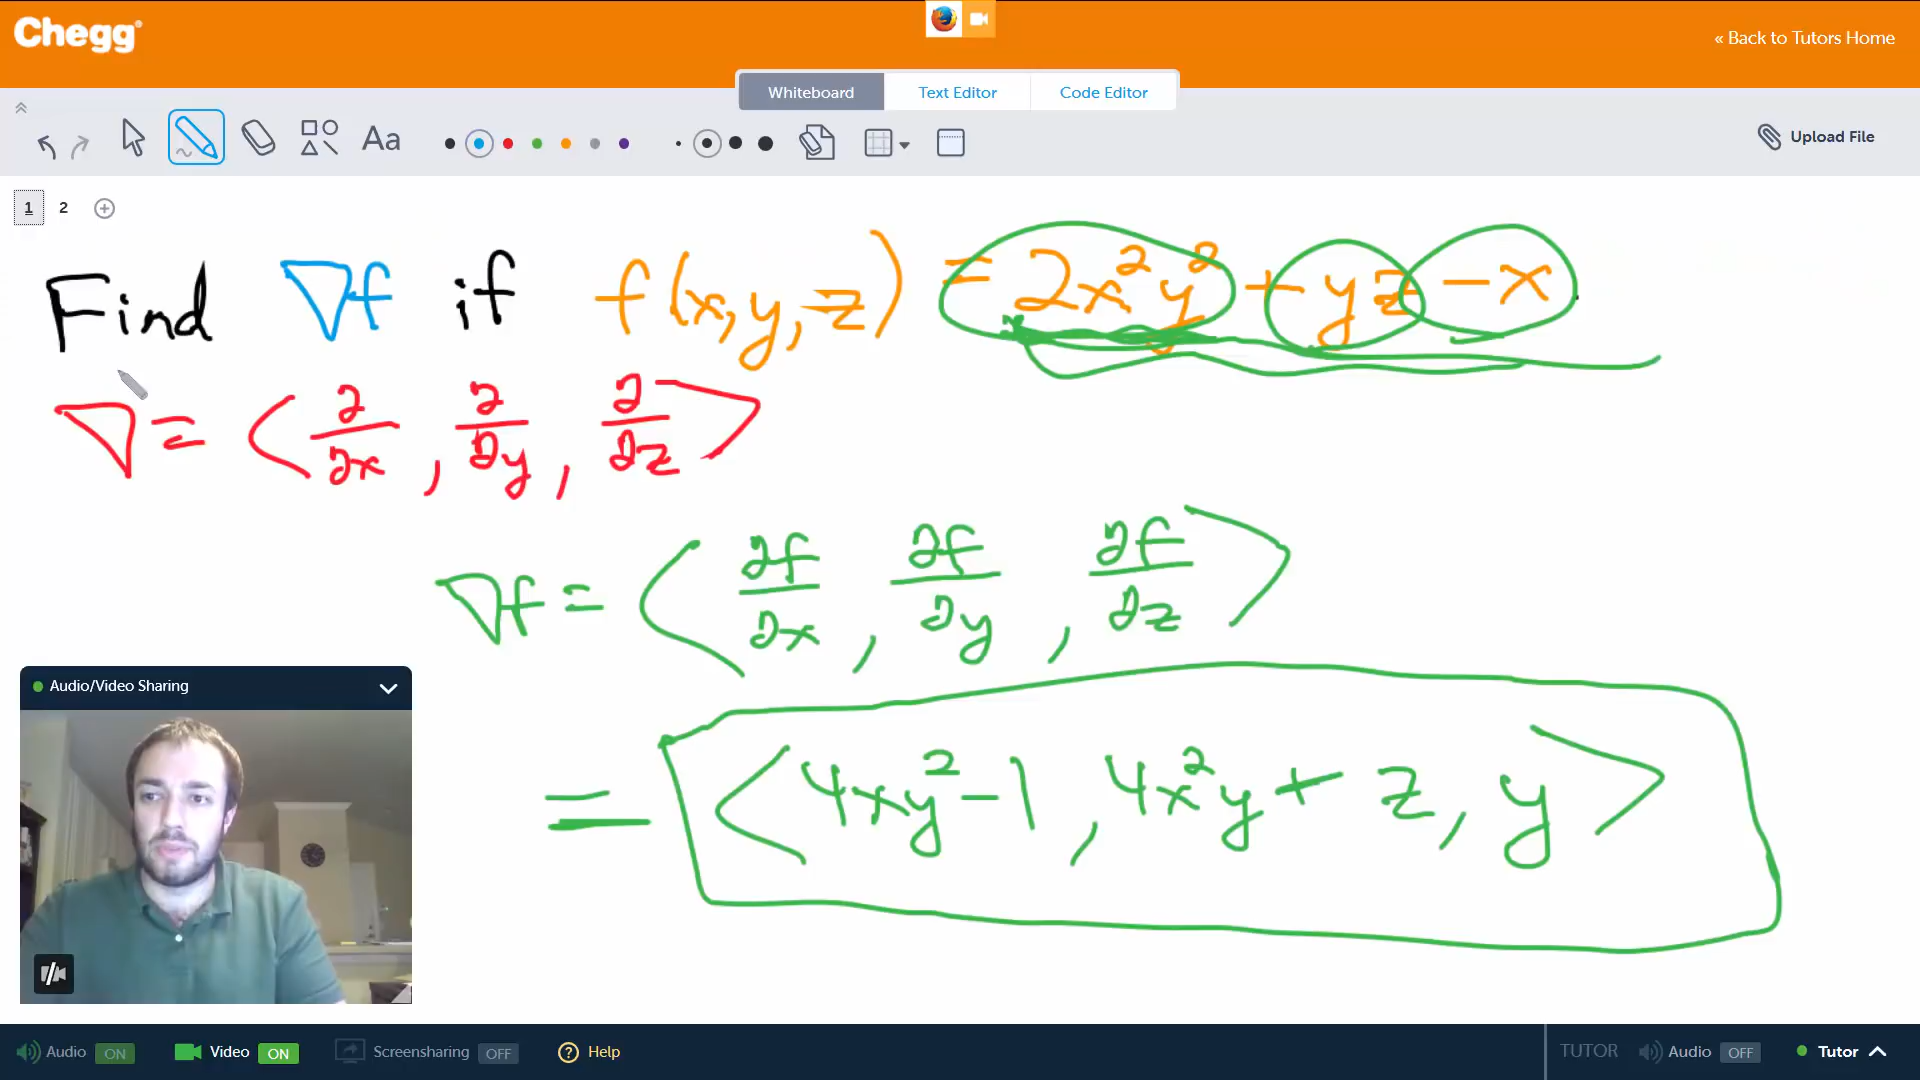 Chegg
« Back to Tutors Home
Whiteboard Text Editor Code Editor
Aa
Upload File
1 2
Find ∇f if f(x,y,z) = 2x²y² + yz - x
∇ = ⟨ ∂/∂x , ∂/∂y , ∂/∂z ⟩
∇f = ⟨ ∂f/∂x , ∂f/∂y , ∂f/∂z ⟩
= ⟨4xy²-1, 4x²y + z, y⟩
Audio/Video Sharing
Audio ON Video ON Screensharing OFF ? Help TUTOR Audio OFF Tutor